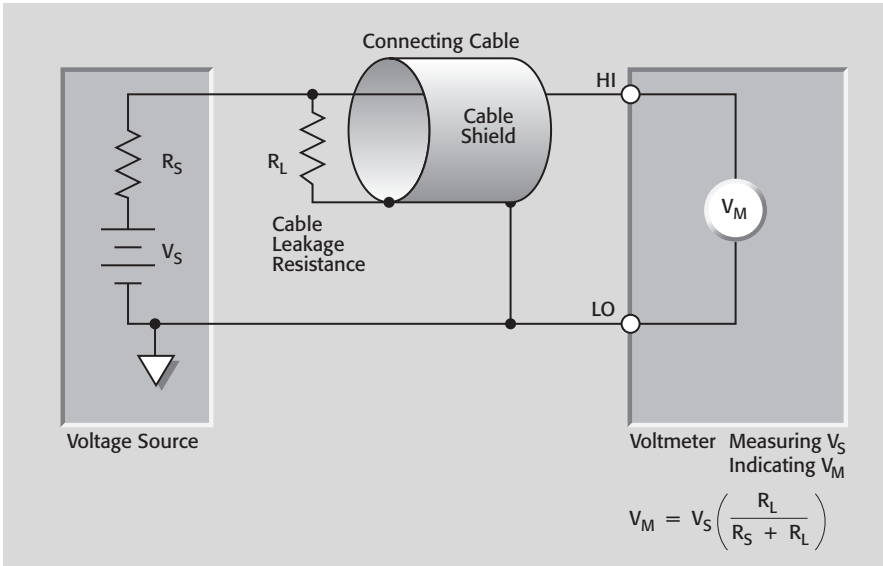 Connecting Cable
HI
Cable
Shield
R_S
R_L
V_M
Cable
Leakage
Resistance
V_S
LO
Voltage Source
Voltmeter Measuring V_S
Indicating V_M
V_M = V_S ( R_L / R_S + R_L )